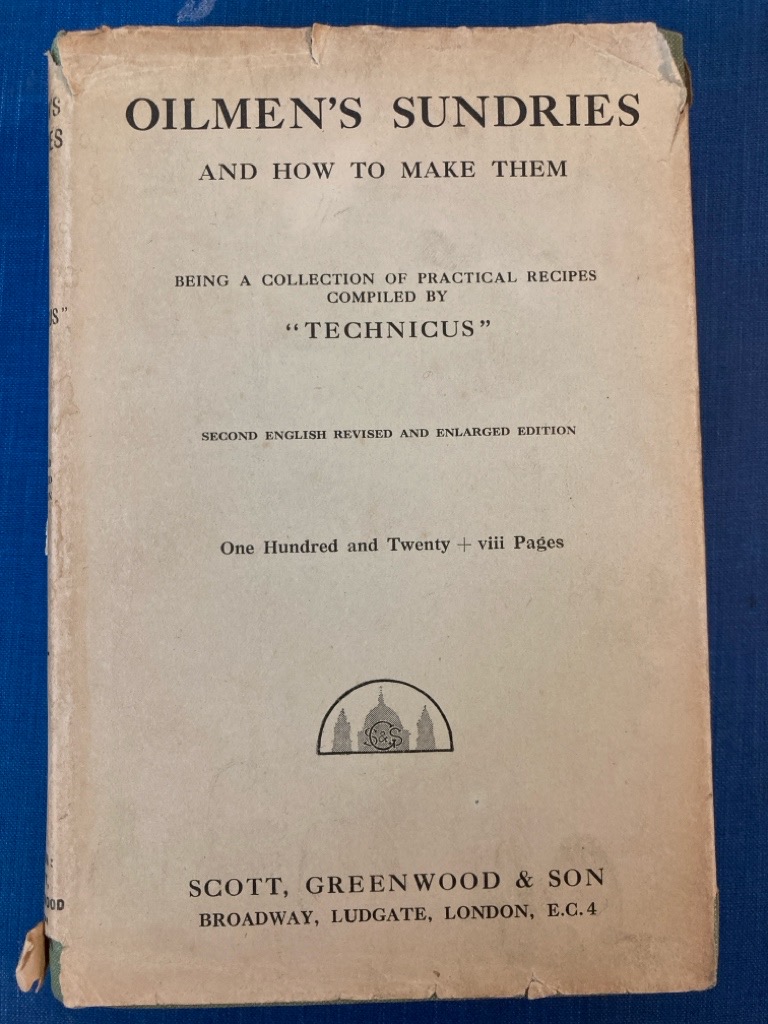 OILMEN'S SUNDRIES
AND HOW TO MAKE THEM
BEING A COLLECTION OF PRACTICAL RECIPES
COMPILED BY
“TECHNICUS”
SECOND ENGLISH REVISED AND ENLARGED EDITION
One Hundred and Twenty + viii Pages
S G & S
SCOTT, GREENWOOD & SON
BROADWAY, LUDGATE, LONDON, E.C.4